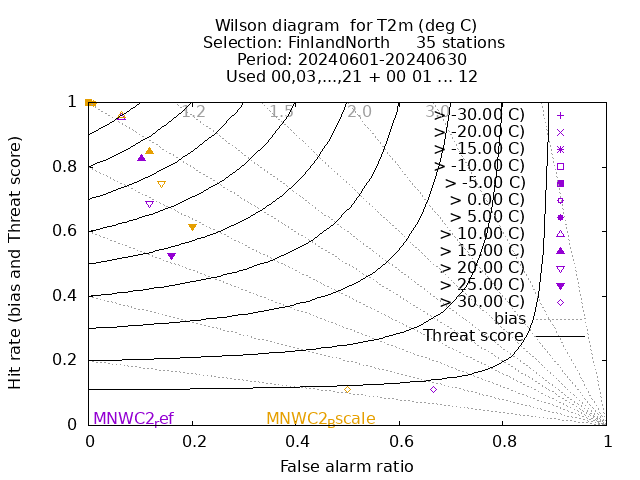 Wilson diagram  for T2m (deg C)
Selection: FinlandNorth     35 stations
Period: 20240601-20240630
Used 00,03,...,21 + 00 01 ... 12
Hit rate (bias and Threat score)
1
0.8
0.6
0.4
0.2
0
1.2
1.5
2.0
3.0
> -30.00 C)
> -20.00 C)
> -15.00 C)
> -10.00 C)
> -5.00 C)
> 0.00 C)
> 5.00 C)
> 10.00 C)
> 15.00 C)
> 20.00 C)
> 25.00 C)
> 30.00 C)
bias
Threat score
MNWC2ref
MNWC2Bscale
0
0.2
0.4
0.6
0.8
1
False alarm ratio